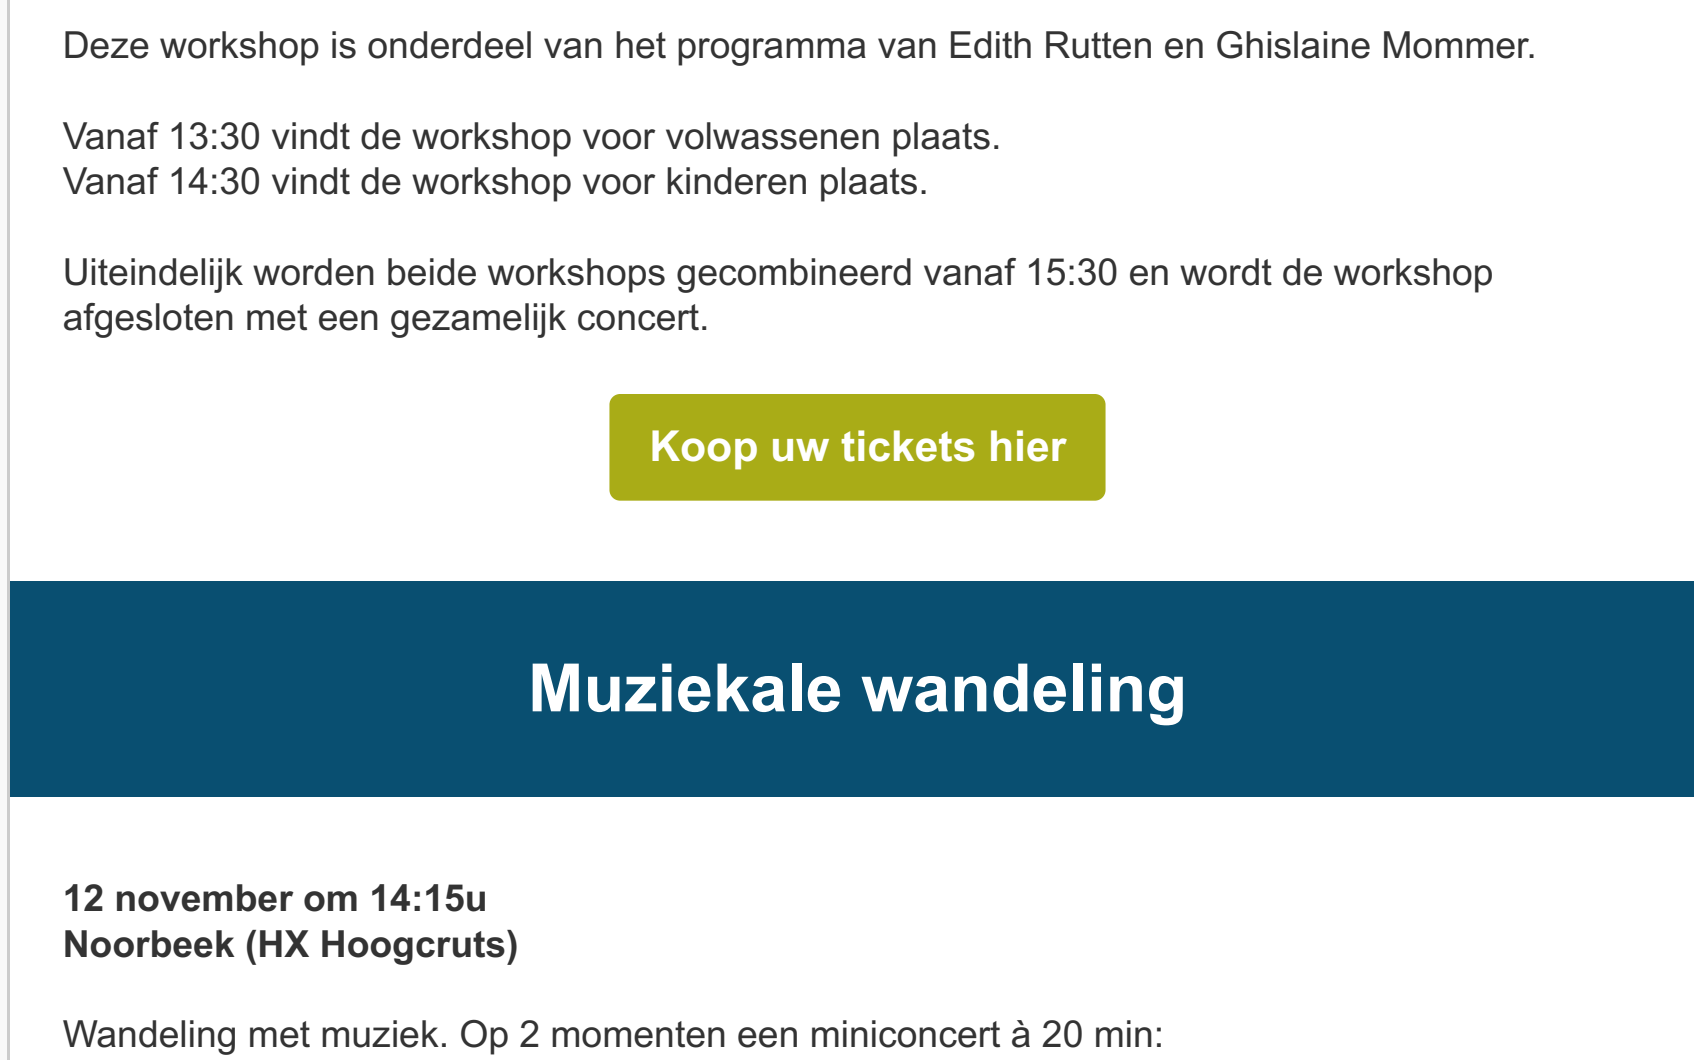 Deze workshop is onderdeel van het programma van Edith Rutten en Ghislaine Mommer.
Vanaf 13:30 vindt de workshop voor volwassenen plaats.
Vanaf 14:30 vindt de workshop voor kinderen plaats.
Uiteindelijk worden beide workshops gecombineerd vanaf 15:30 en wordt de workshop
afgesloten met een gezamelijk concert.
Koop uw tickets hier
Muziekale wandeling
12 november om 14:15u
Noorbeek (HX Hoogcruts)
Wandeling met muziek. Op 2 momenten een miniconcert à 20 min: